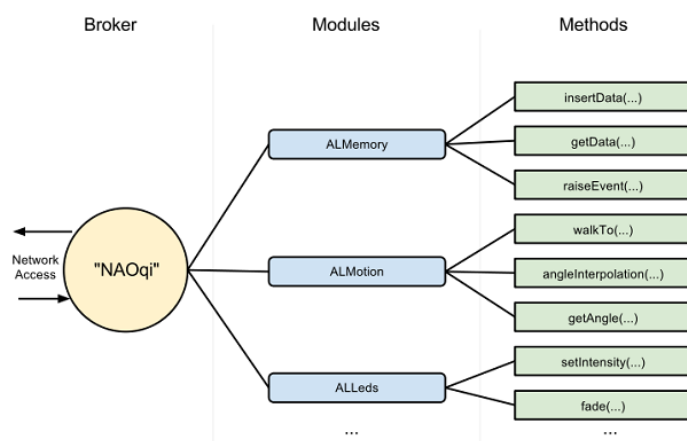 Broker
Modules
Methods
insertData(...)
ALMemory
getData(...)
raiseEvent(...)
walkTo(...)
Network
Access
"NAOqi"
ALMotion
angleInterpolation(...)
getAngle(...)
setIntensity(...)
ALLeds
fade(...)
...
...